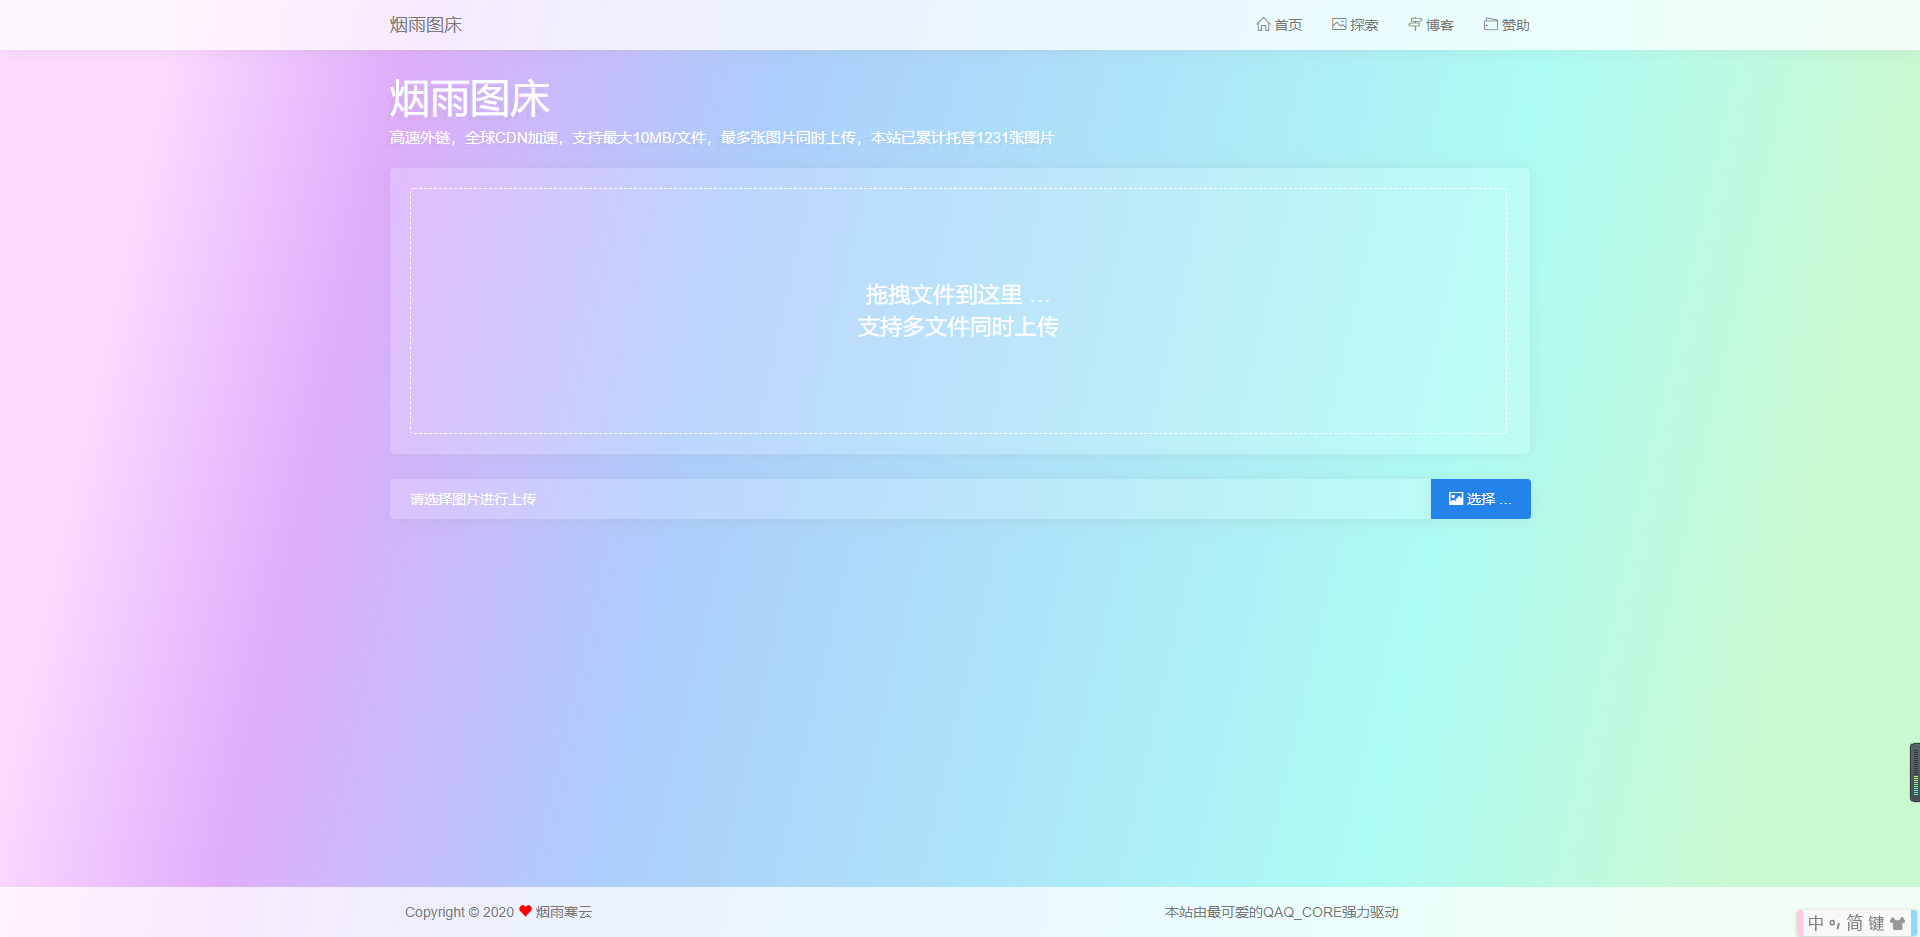 烟雨图床
首页 探索 博客 赞助
烟雨图床
高速外链，全球CDN加速，支持最大10MB/文件，最多张图片同时上传，本站已累计托管1231张图片
拖拽文件到这里 …
支持多文件同时上传
请选择图片进行上传
选择 …
Copyright © 2020 ❤ 烟雨寒云
本站由最可爱的QAQ_CORE强力驱动
中 °, 简 键